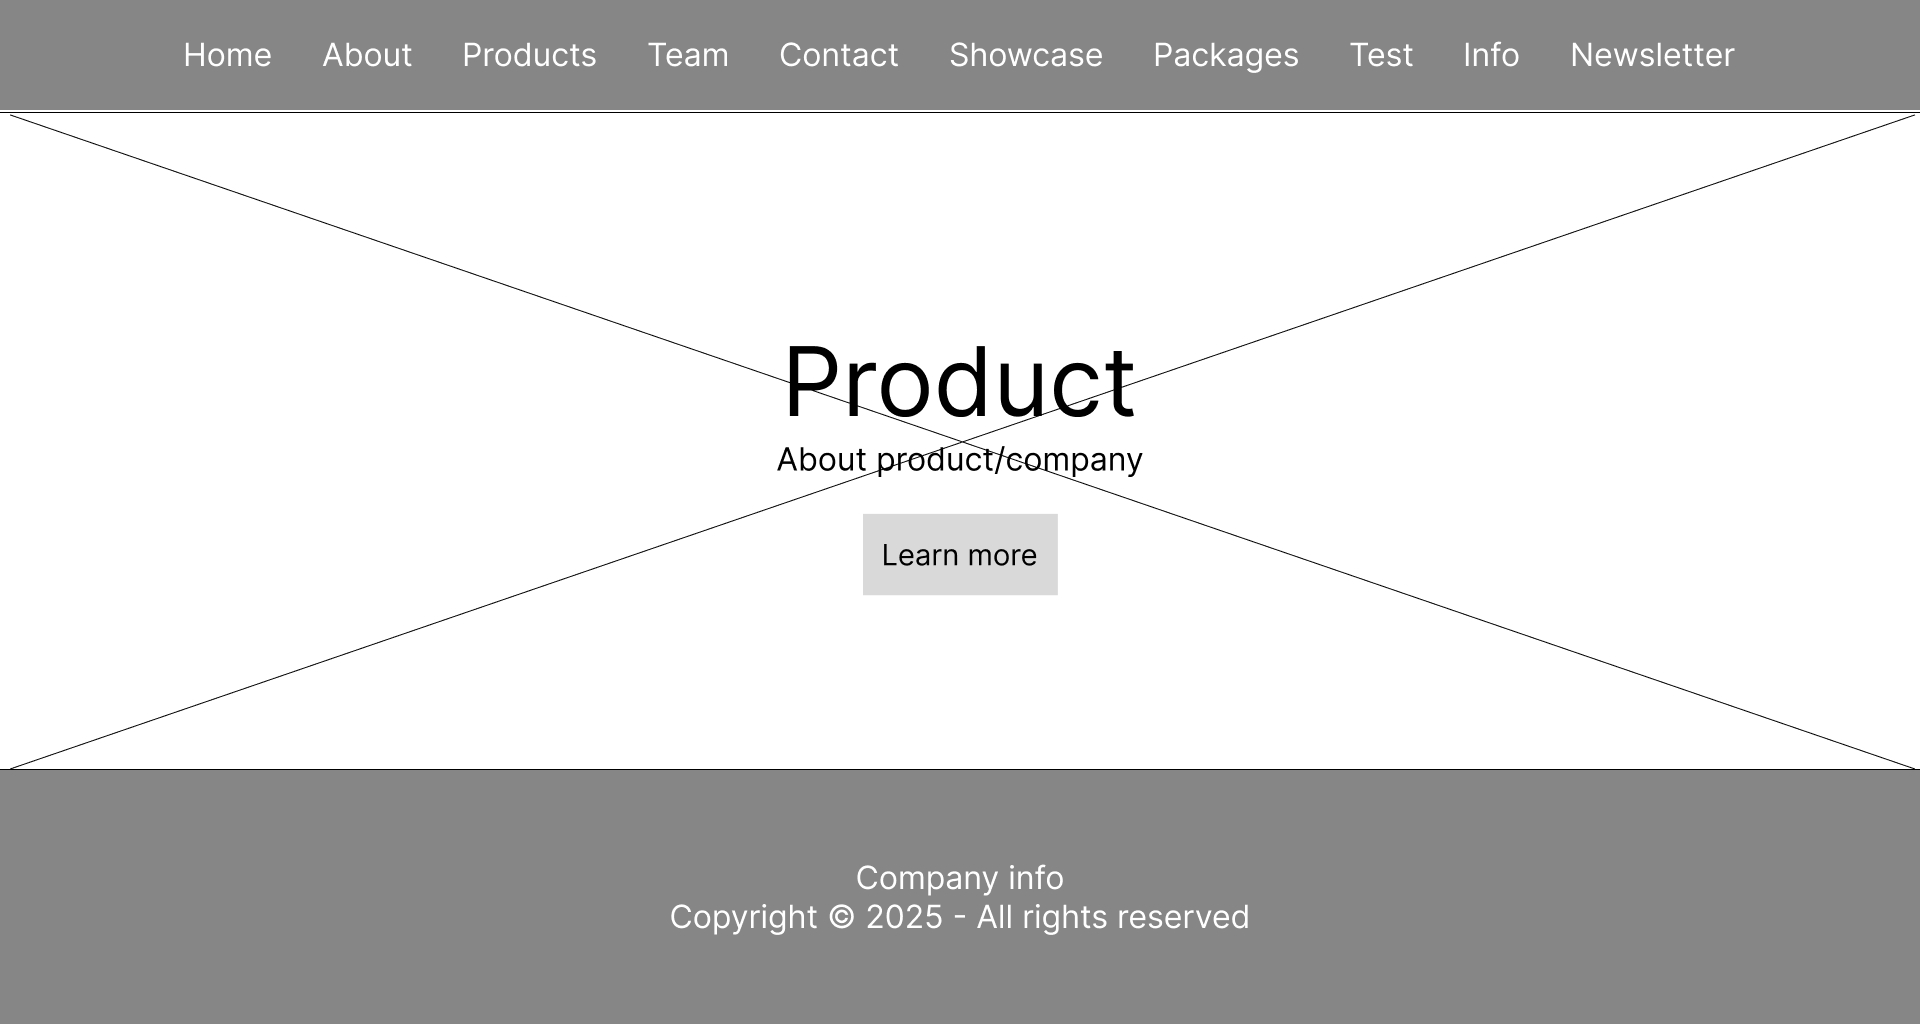 Home About Products Team Contact Showcase Packages Test Info Newsletter
Product
About product/company
Learn more
Company info
Copyright © 2025 - All rights reserved